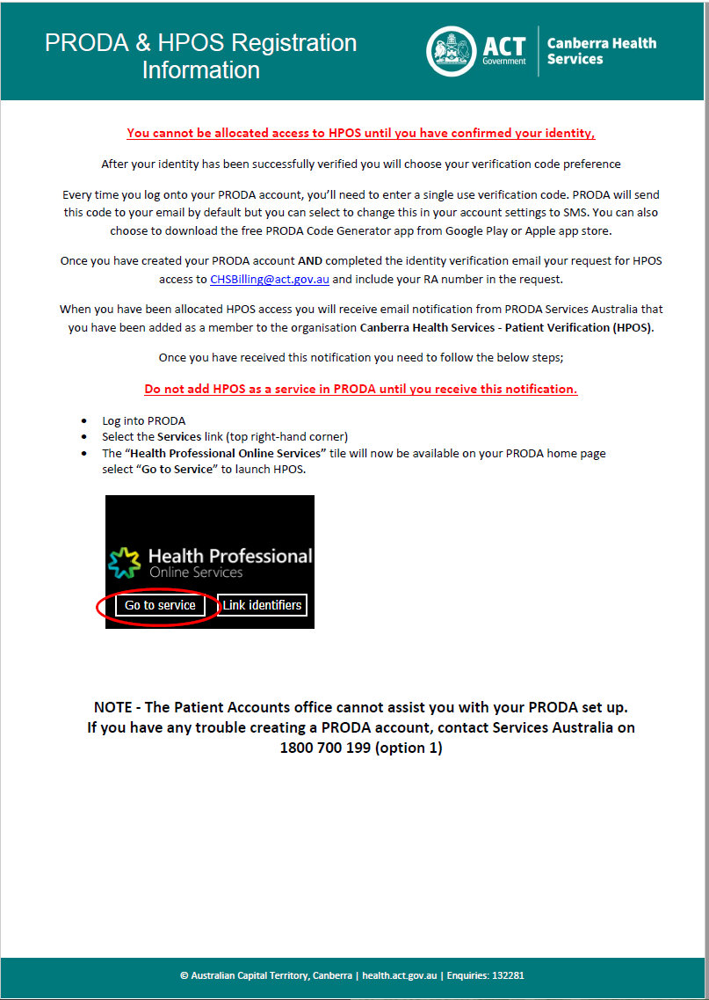 PRODA & HPOS Registration
Information
ACT
Government
Canberra Health
Services
You cannot be allocated access to HPOS until you have confirmed your identity,
After your identity has been successfully verified you will choose your verification code preference
Every time you log onto your PRODA account, you’ll need to enter a single use verification code. PRODA will send
this code to your email by default but you can select to change this in your account settings to SMS. You can also
choose to download the free PRODA Code Generator app from Google Play or Apple app store.
Once you have created your PRODA account AND completed the identity verification email your request for HPOS
access to CHSBilling@act.gov.au and include your RA number in the request.
When you have been allocated HPOS access you will receive email notification from PRODA Services Australia that
you have been added as a member to the organisation Canberra Health Services - Patient Verification (HPOS).
Once you have received this notification you need to follow the below steps;
Do not add HPOS as a service in PRODA until you receive this notification.
• Log into PRODA
• Select the Services link (top right-hand corner)
• The “Health Professional Online Services” tile will now be available on your PRODA home page
select “Go to Service” to launch HPOS.
Health Professional
Online Services
Go to service Link identifiers
NOTE - The Patient Accounts office cannot assist you with your PRODA set up.
If you have any trouble creating a PRODA account, contact Services Australia on
1800 700 199 (option 1)
© Australian Capital Territory, Canberra | health.act.gov.au | Enquiries: 132281